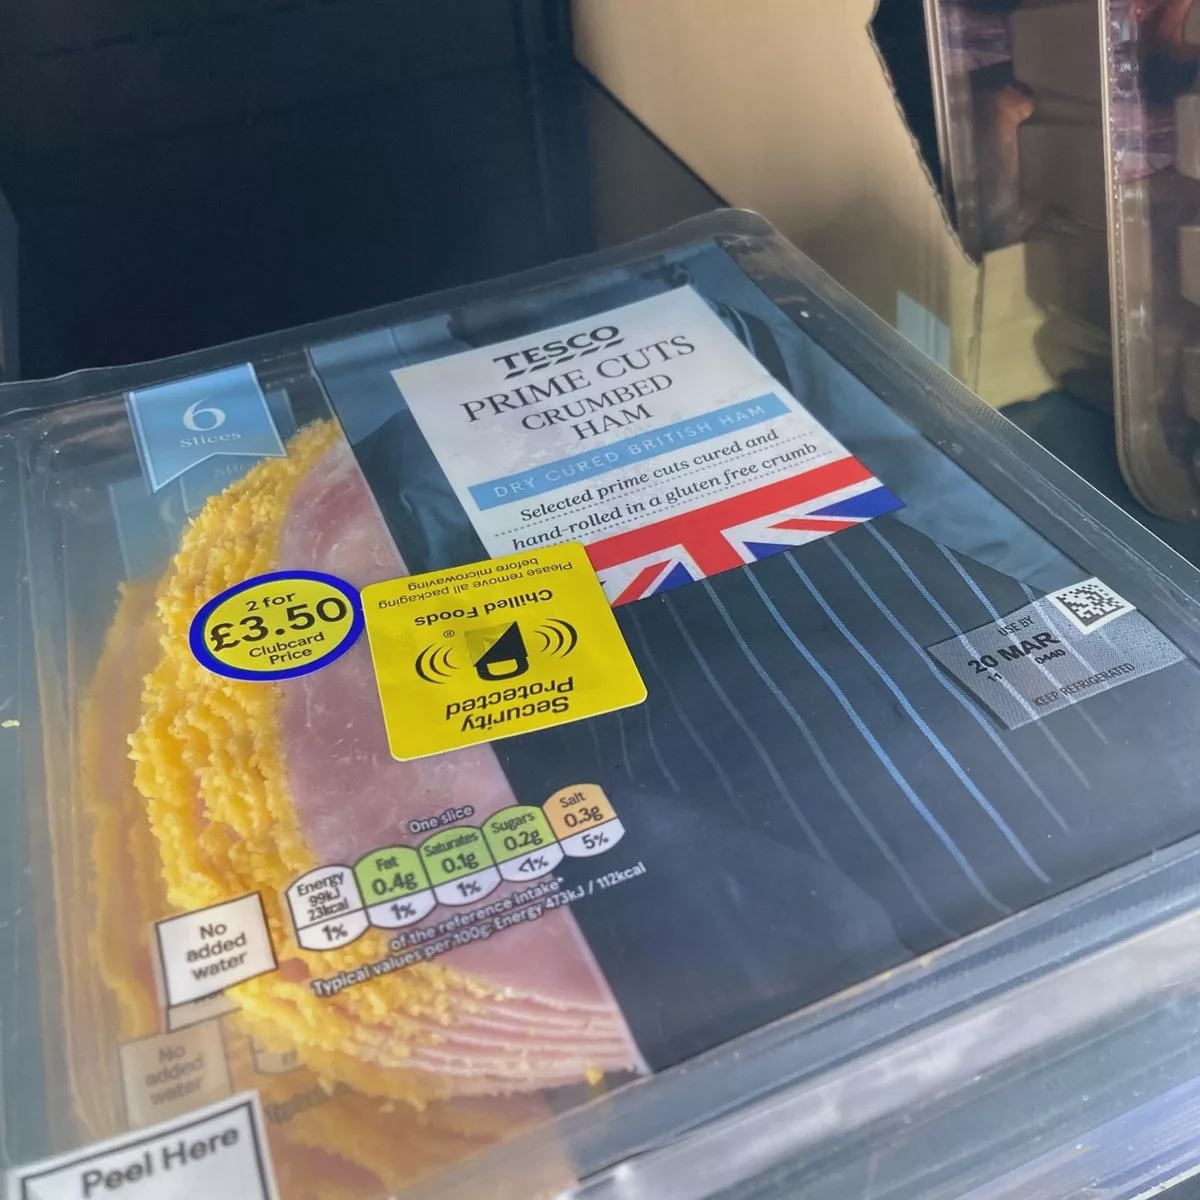 TESCO
PRIME CUTS
CRUMBED
HAM
DRY CURED BRITISH HAM
Selected prime cuts cured and
hand-rolled in a gluten free crumb
6
Slices
2 for
£3.50
Clubcard
Price
Security
Protected
®
Chilled Foods
Please remove all packaging
before microwaving
USE BY
20 MAR
11 0440
KEEP REFRIGERATED
One slice
Energy
99kJ
23kcal
1%
Fat
0.4g
1%
Saturates
0.1g
1%
Sugars
0.2g
<1%
Salt
0.3g
5%
of the reference intake*
Typical values per 100g: Energy 473kJ / 112kcal
No
added
water
No
added
water
Peel Here